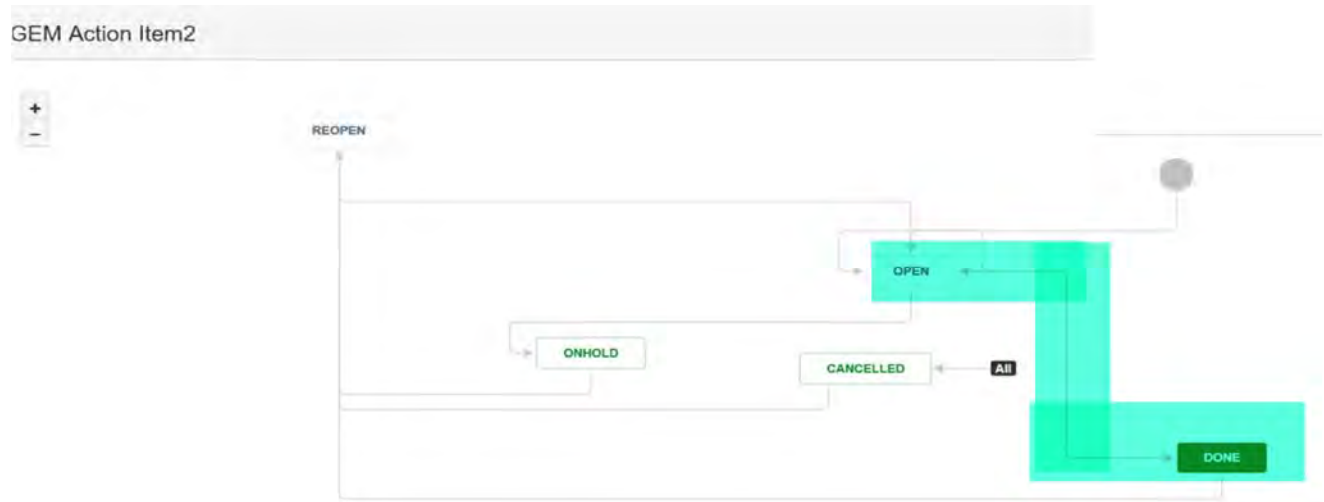 GEM Action Item2
+
−
REOPEN
OPEN
ONHOLD
CANCELLED
All
DONE